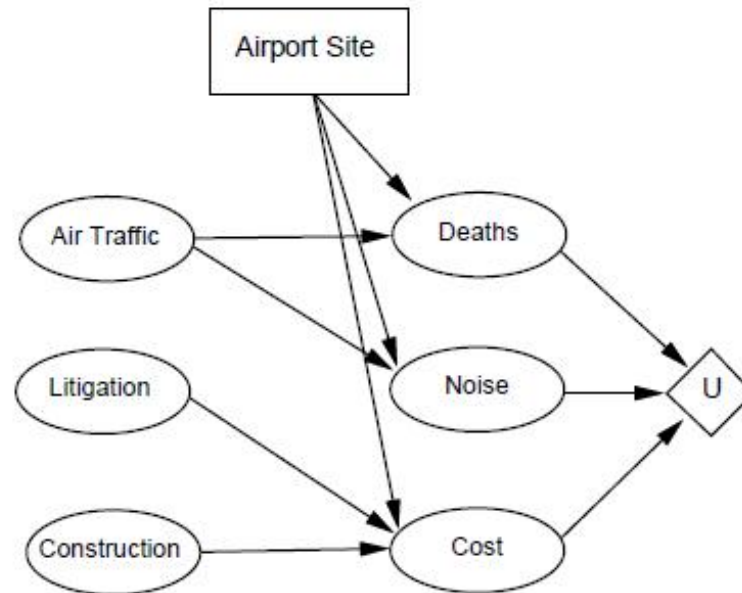 Airport Site
Air Traffic
Deaths
Litigation
Noise
U
Construction
Cost